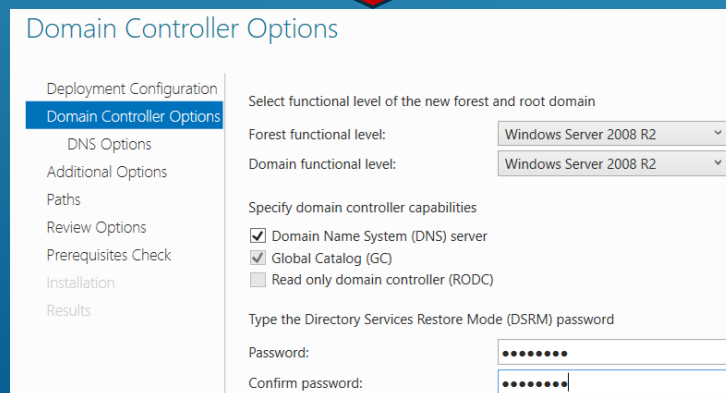 Domain Controller Options
Deployment Configuration
Domain Controller Options
DNS Options
Additional Options
Paths
Review Options
Prerequisites Check
Installation
Results
Select functional level of the new forest and root domain
Forest functional level: Windows Server 2008 R2
Domain functional level: Windows Server 2008 R2
Specify domain controller capabilities
Domain Name System (DNS) server
Global Catalog (GC)
Read only domain controller (RODC)
Type the Directory Services Restore Mode (DSRM) password
Password: ●●●●●●●●
Confirm password: ●●●●●●●●